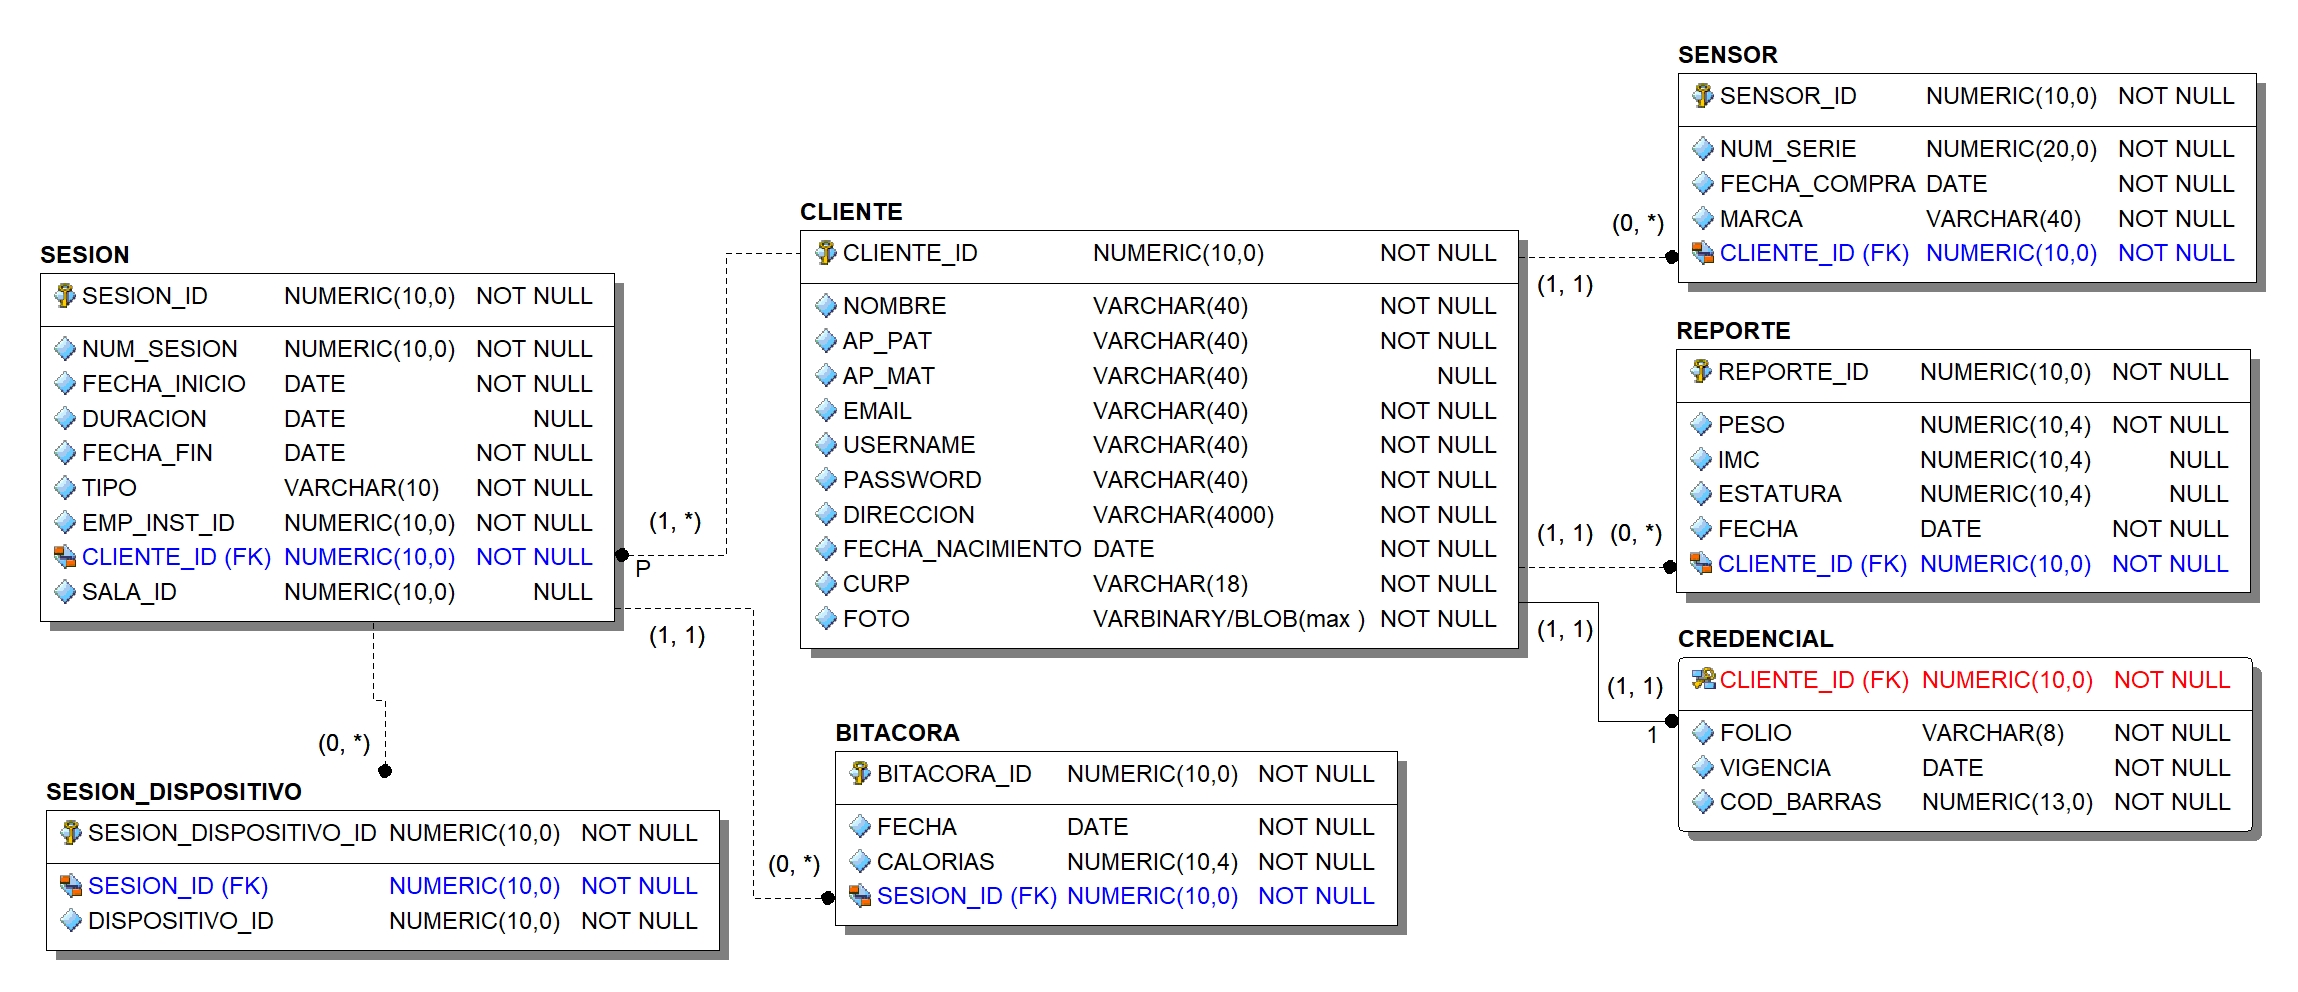 SESION
SESION_ID NUMERIC(10,0) NOT NULL
NUM_SESION NUMERIC(10,0) NOT NULL
FECHA_INICIO DATE NOT NULL
DURACION DATE NULL
FECHA_FIN DATE NOT NULL
TIPO VARCHAR(10) NOT NULL
EMP_INST_ID NUMERIC(10,0) NOT NULL
CLIENTE_ID (FK) NUMERIC(10,0) NOT NULL
SALA_ID NUMERIC(10,0) NULL
(1, *)
P
(1, 1)
(0, *)
SESION_DISPOSITIVO
SESION_DISPOSITIVO_ID NUMERIC(10,0) NOT NULL
SESION_ID (FK) NUMERIC(10,0) NOT NULL
DISPOSITIVO_ID NUMERIC(10,0) NOT NULL
CLIENTE
CLIENTE_ID NUMERIC(10,0) NOT NULL
NOMBRE VARCHAR(40) NOT NULL
AP_PAT VARCHAR(40) NOT NULL
AP_MAT VARCHAR(40) NULL
EMAIL VARCHAR(40) NOT NULL
USERNAME VARCHAR(40) NOT NULL
PASSWORD VARCHAR(40) NOT NULL
DIRECCION VARCHAR(4000) NOT NULL
FECHA_NACIMIENTO DATE NOT NULL
CURP VARCHAR(18) NOT NULL
FOTO VARBINARY/BLOB(max ) NOT NULL
(0, *)
BITACORA
BITACORA_ID NUMERIC(10,0) NOT NULL
FECHA DATE NOT NULL
CALORIAS NUMERIC(10,4) NOT NULL
SESION_ID (FK) NUMERIC(10,0) NOT NULL
(0, *)
(1, 1)
SENSOR
SENSOR_ID NUMERIC(10,0) NOT NULL
NUM_SERIE NUMERIC(20,0) NOT NULL
FECHA_COMPRA DATE NOT NULL
MARCA VARCHAR(40) NOT NULL
CLIENTE_ID (FK) NUMERIC(10,0) NOT NULL
(1, 1) (0, *)
REPORTE
REPORTE_ID NUMERIC(10,0) NOT NULL
PESO NUMERIC(10,4) NOT NULL
IMC NUMERIC(10,4) NULL
ESTATURA NUMERIC(10,4) NULL
FECHA DATE NOT NULL
CLIENTE_ID (FK) NUMERIC(10,0) NOT NULL
(1, 1)
(1, 1)
1
CREDENCIAL
CLIENTE_ID (FK) NUMERIC(10,0) NOT NULL
FOLIO VARCHAR(8) NOT NULL
VIGENCIA DATE NOT NULL
COD_BARRAS NUMERIC(13,0) NOT NULL